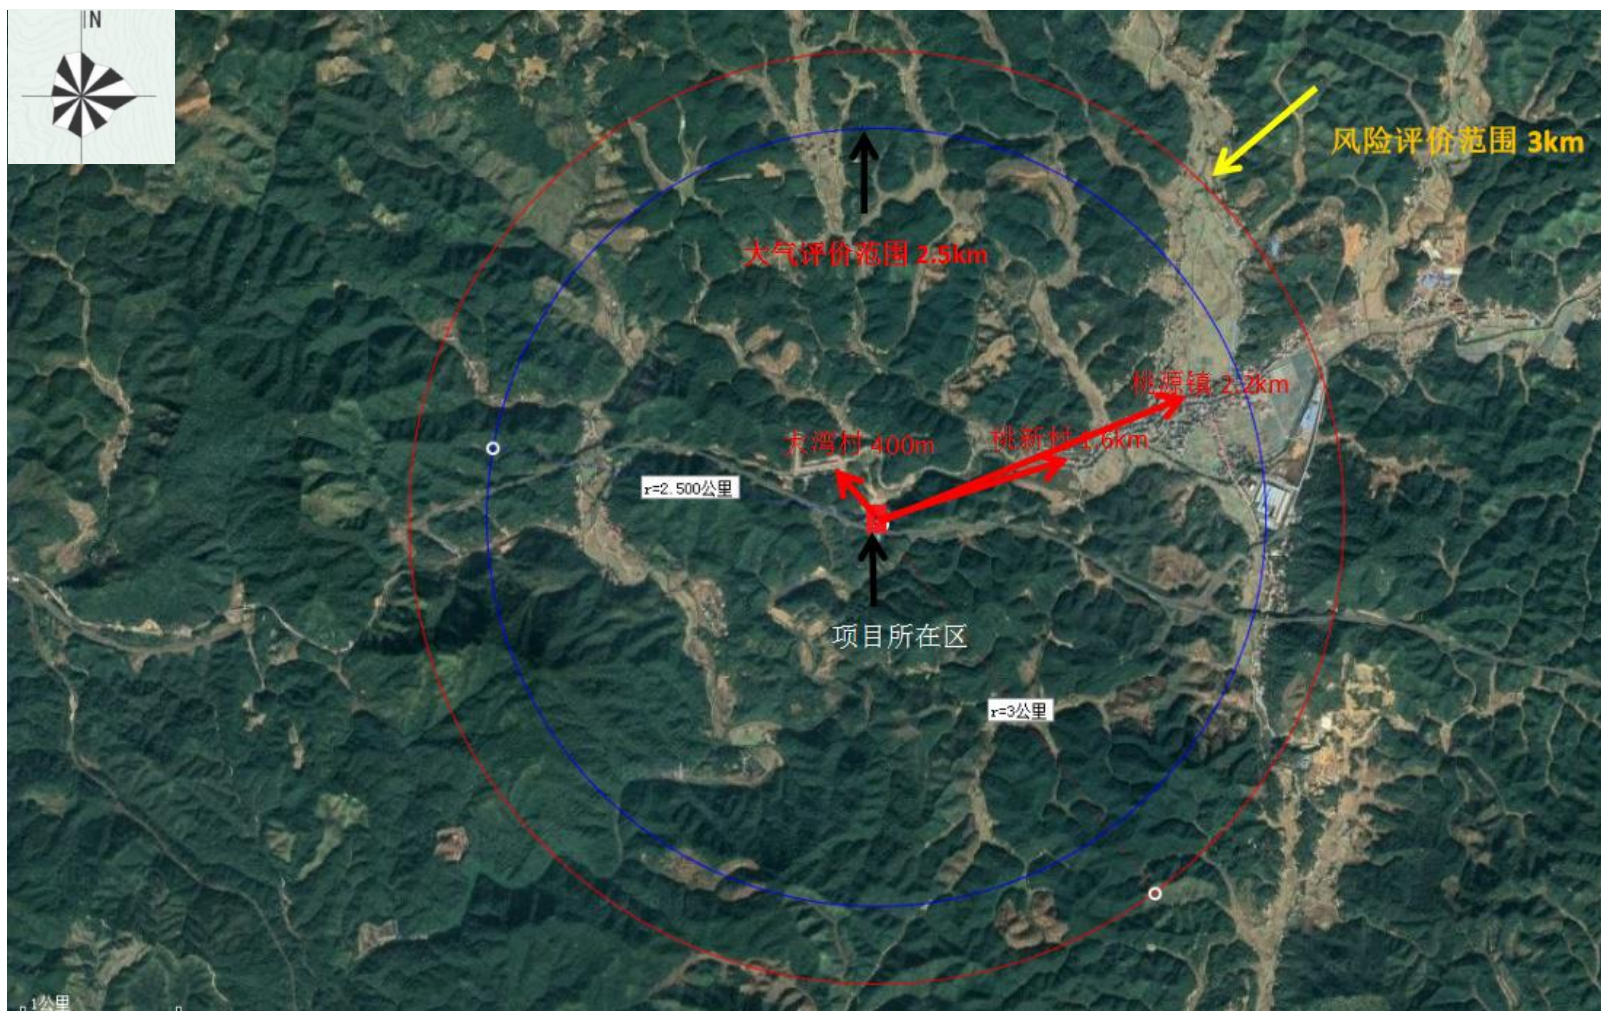 N
风险评价范围 3km
大气评价范围 2.5km
桃源镇 2.2km
大湾村 400m
桃新村 1.6km
r=2.500公里
项目所在区
r=3公里
1公里